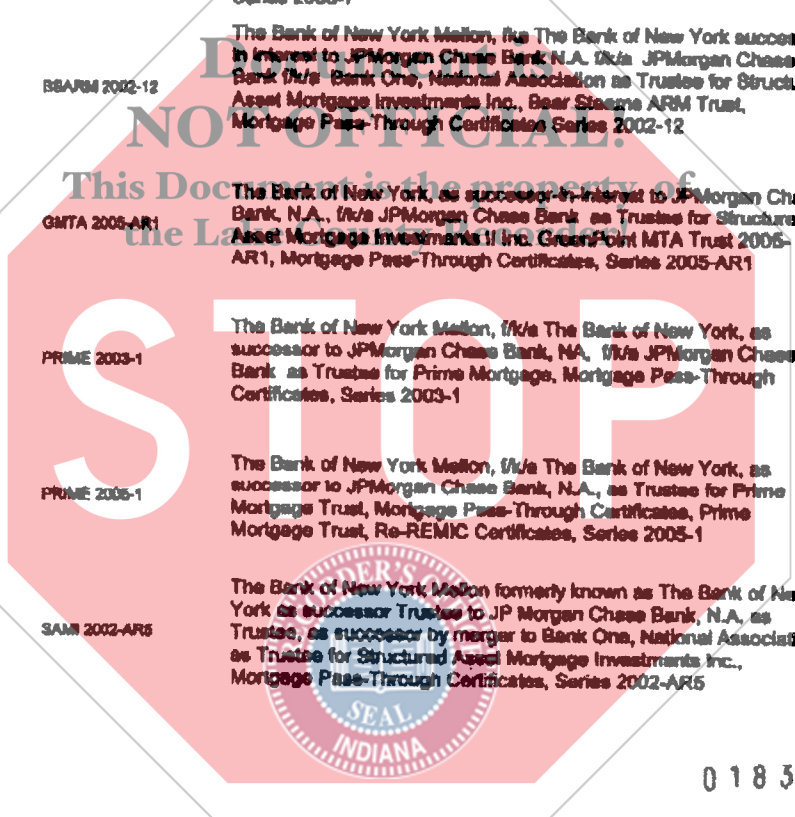 Document is
NOT OFFICIAL!
This Document is the property of
the Lake County Recorder!
STOP
BSARM 2002-12
The Bank of New York Mellon, f/k/a The Bank of New York succes
in interest to JPMorgan Chase Bank N.A. f/k/a JPMorgan Chase
Bank f/k/a Bank One, National Association as Trustee for Structu
Asset Mortgage Investments Inc., Bear Stearns ARM Trust,
Mortgage Pass-Through Certificates Series 2002-12
GMTA 2005-AR1
The Bank of New York, as successor-in-interest to JPMorgan Cha
Bank, N.A., f/k/a JPMorgan Chase Bank as Trustee for Structure
Asset Mortgage Investments II Inc. GreenPoint MTA Trust 2005-
AR1, Mortgage Pass-Through Certificates, Series 2005-AR1
PRIME 2003-1
The Bank of New York Mellon, f/k/a The Bank of New York, as
successor to JPMorgan Chase Bank, NA, f/k/a JPMorgan Chase
Bank as Trustee for Prime Mortgage, Mortgage Pass-Through
Certificates, Series 2003-1
PRIME 2005-1
The Bank of New York Mellon, f/k/a The Bank of New York, as
successor to JPMorgan Chase Bank, N.A., as Trustee for Prime
Mortgage Trust, Mortgage Pass-Through Certificates, Prime
Mortgage Trust, Re-REMIC Certificates, Series 2005-1
SAMI 2002-AR5
The Bank of New York Mellon formerly known as The Bank of Ne
York as successor Trustee to JP Morgan Chase Bank, N.A., as
Trustee, as successor by merger to Bank One, National Associati
as Trustee for Structured Asset Mortgage Investments Inc.,
Mortgage Pass-Through Certificates, Series 2002-AR5
RECORDER'S OFFICE
SEAL
INDIANA
0183